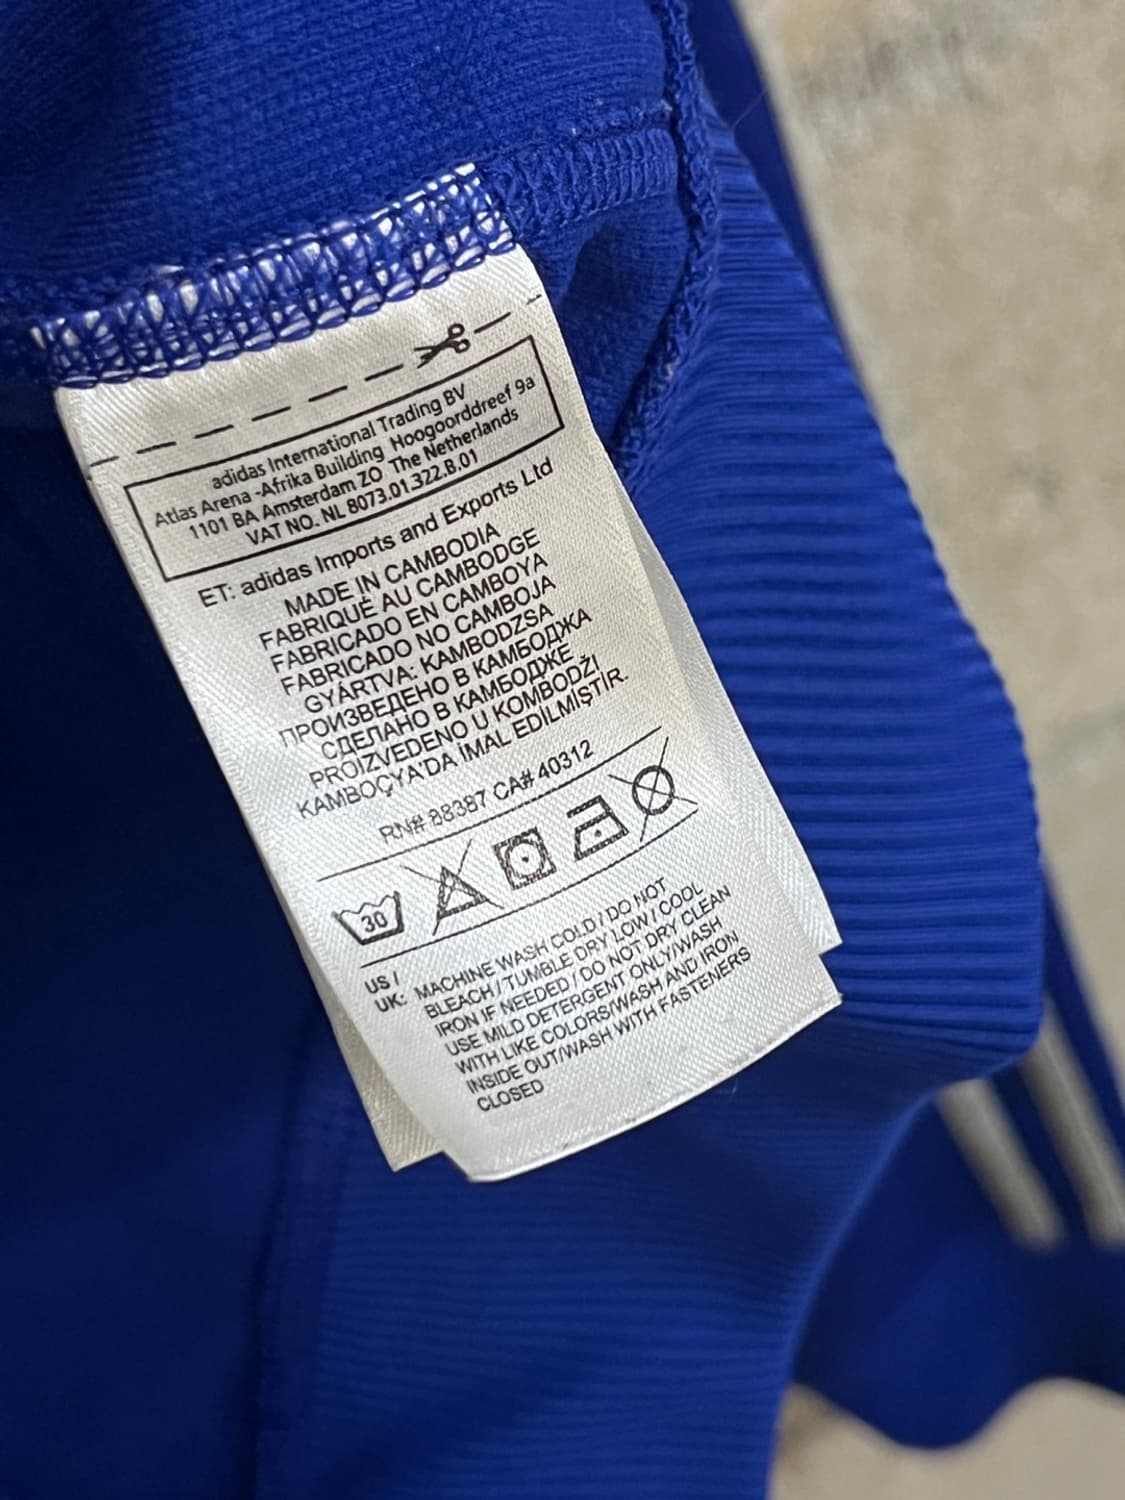 adidas International Trading BV
Atlas Arena -Afrika Building Hoogoorddreef 9a
1101 BA Amsterdam ZO The Netherlands
VAT NO. NL 8073.01.322.B.01
ET: adidas Imports and Exports Ltd
MADE IN CAMBODIA
FABRIQUÉ AU CAMBODGE
FABRICADO EN CAMBOYA
FABRICADO NO CAMBOJA
GYÁRTVA: KAMBODZSA
ПРОИЗВЕДЕНО В КАМБОДЖА
СДЕЛАНО В КАМБОДЖЕ
PROIZVEDENO U KOMBODŽI
KAMBOÇYA'DA İMAL EDİLMİŞTİR.
RN# 88387 CA# 40312
30
US / UK: MACHINE WASH COLD / DO NOT
BLEACH / TUMBLE DRY LOW / COOL
IRON IF NEEDED / DO NOT DRY CLEAN
USE MILD DETERGENT ONLY/WASH
WITH LIKE COLORS/WASH AND IRON
INSIDE OUT/WASH WITH FASTENERS
CLOSED